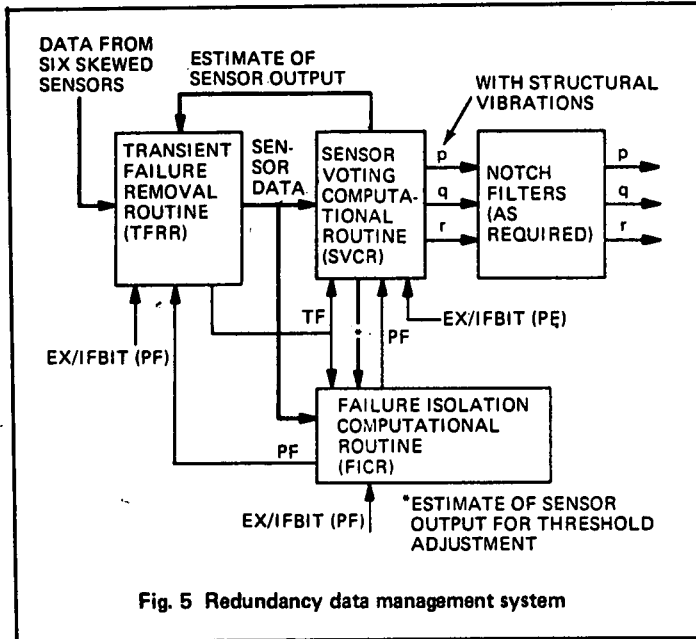 DATA FROM
SIX SKEWED
SENSORS
ESTIMATE OF
SENSOR OUTPUT
WITH STRUCTURAL
VIBRATIONS
TRANSIENT
FAILURE
REMOVAL
ROUTINE
(TFRR)
SEN-
SOR
DATA
SENSOR
VOTING
COMPUTA-
TIONAL
ROUTINE
(SVCR)
p
q
r
NOTCH
FILTERS
(AS
REQUIRED)
p
q
r
EX/IFBIT (PF)
TF
*
PF
EX/IFBIT (PF)
PF
FAILURE ISOLATION
COMPUTATIONAL
ROUTINE
(FICR)
EX/IFBIT (PF)
*ESTIMATE OF SENSOR
OUTPUT FOR THRESHOLD
ADJUSTMENT
Fig. 5 Redundancy data management system